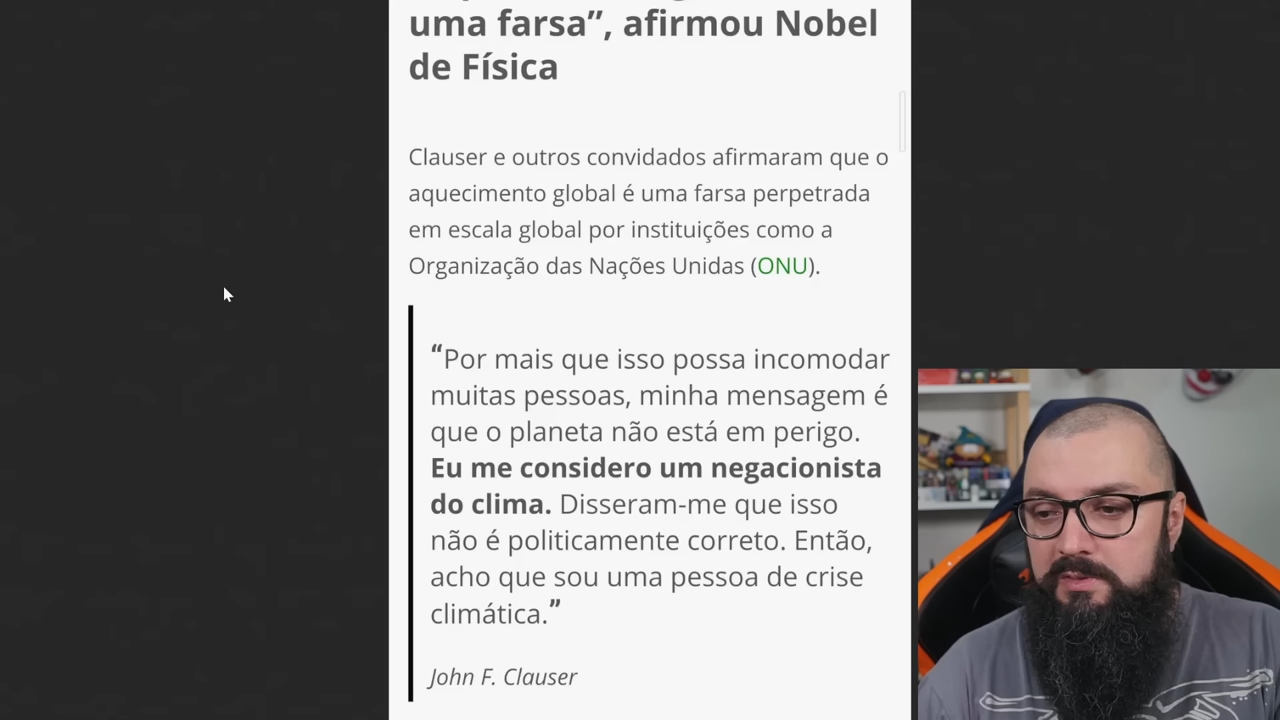 uma farsa”, afirmou Nobel
de Física
Clauser e outros convidados afirmaram que o
aquecimento global é uma farsa perpetrada
em escala global por instituições como a
Organização das Nações Unidas (ONU).
“Por mais que isso possa incomodar
muitas pessoas, minha mensagem é
que o planeta não está em perigo.
Eu me considero um negacionista
do clima. Disseram-me que isso
não é politicamente correto. Então,
acho que sou uma pessoa de crise
climática.”
John F. Clauser